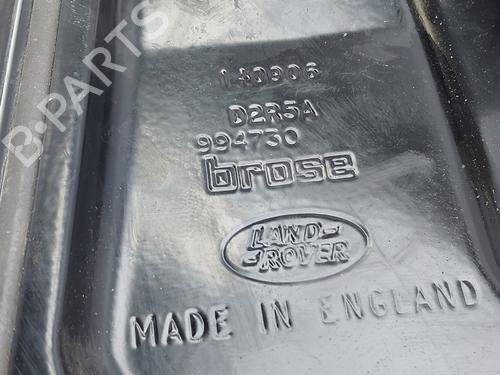 B-PARTS
140906
D2R5A
994730
brose
LAND-
-ROVER
MADE IN ENGLAND